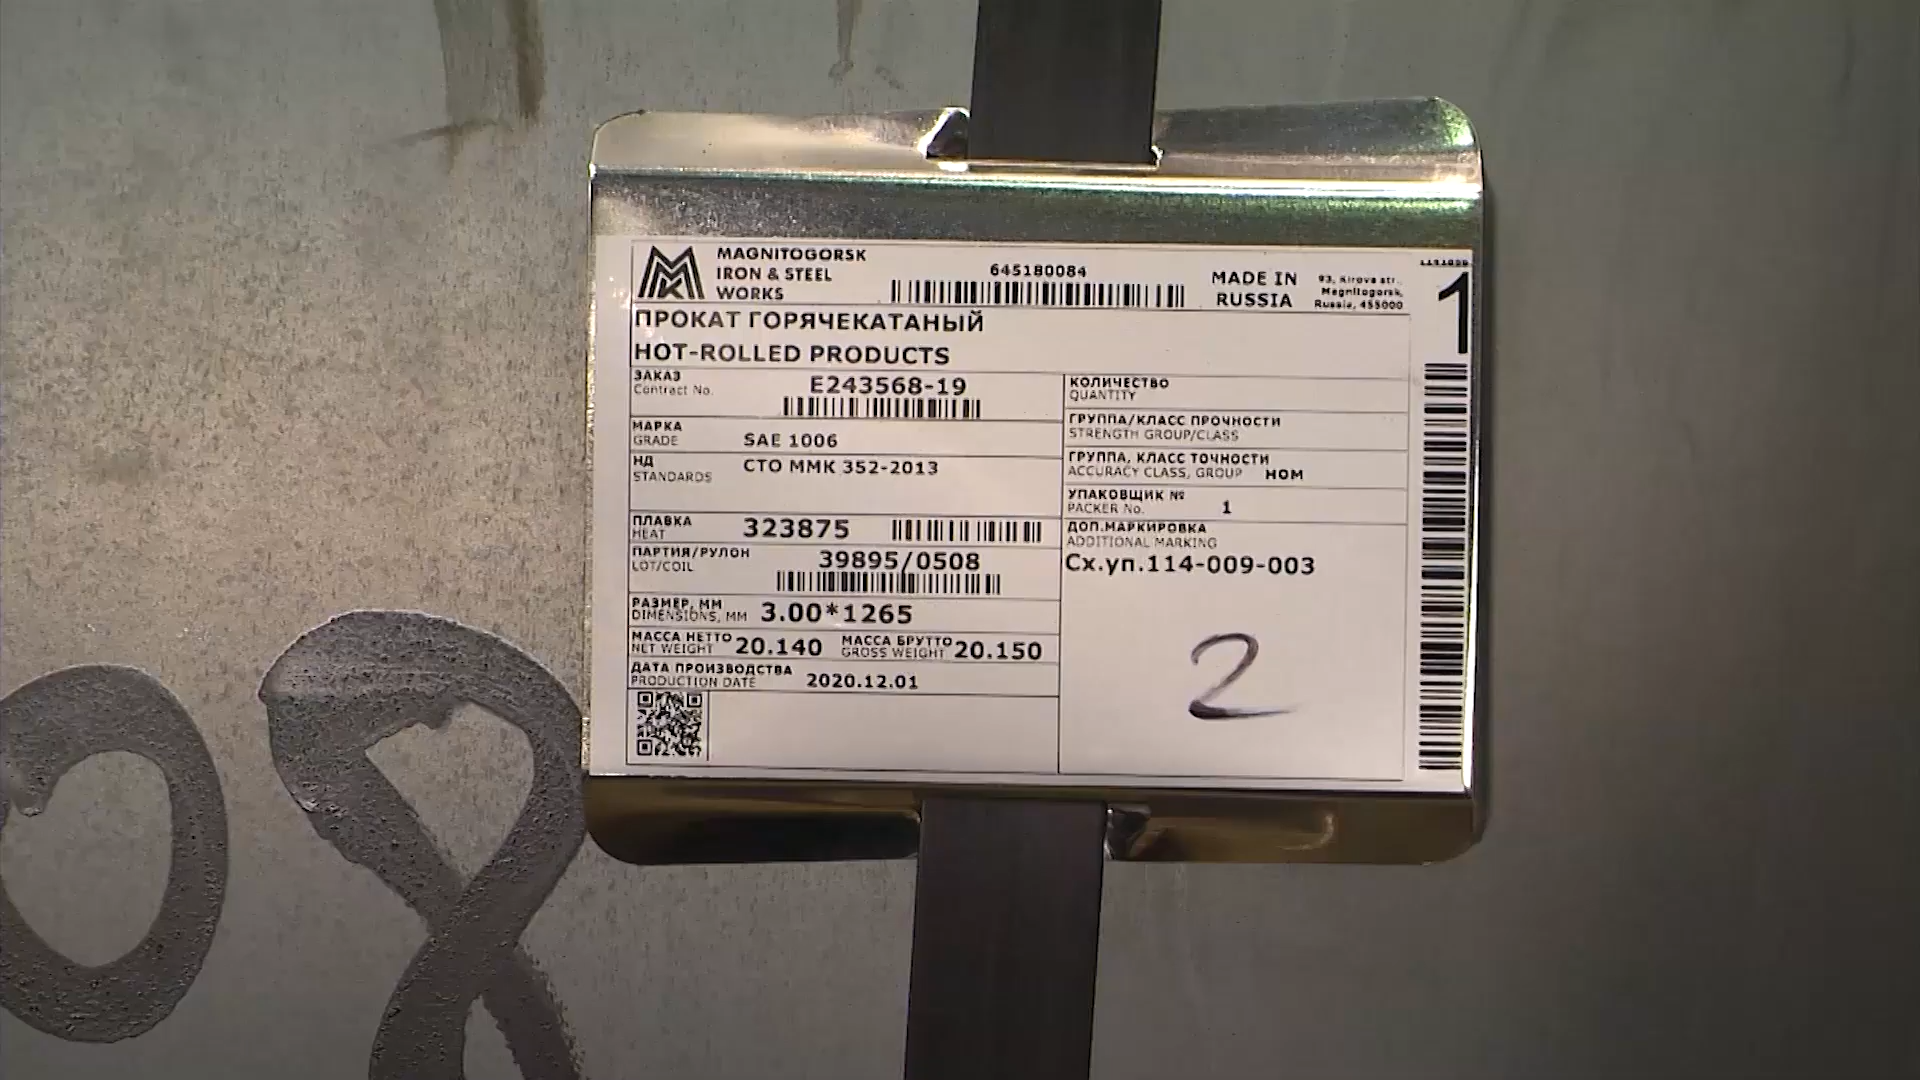 MAGNITOGORSK
IRON & STEEL
WORKS
645180084
MADE IN
RUSSIA
93, Kirova str.,
Magnitogorsk,
Russia, 455000
1
ПРОКАТ ГОРЯЧЕКАТАНЫЙ
HOT-ROLLED PRODUCTS
ЗАКАЗ
Contract No.
E243568-19
МАРКА
GRADE
SAE 1006
НД
STANDARDS
СТО ММК 352-2013
ПЛАВКА
HEAT
323875
ПАРТИЯ/РУЛОН
LOT/COIL
39895/0508
РАЗМЕР, ММ
DIMENSIONS, MM
3.00*1265
МАССА НЕТТО
NET WEIGHT
20.140
МАССА БРУТТО
GROSS WEIGHT
20.150
ДАТА ПРОИЗВОДСТВА
PRODUCTION DATE
2020.12.01
КОЛИЧЕСТВО
QUANTITY
ГРУППА/КЛАСС ПРОЧНОСТИ
STRENGTH GROUP/CLASS
ГРУППА, КЛАСС ТОЧНОСТИ
ACCURACY CLASS, GROUP
НОМ
УПАКОВЩИК №
PACKER No.
1
ДОП.МАРКИРОВКА
ADDITIONAL MARKING
Сх.уп.114-009-003
2
08